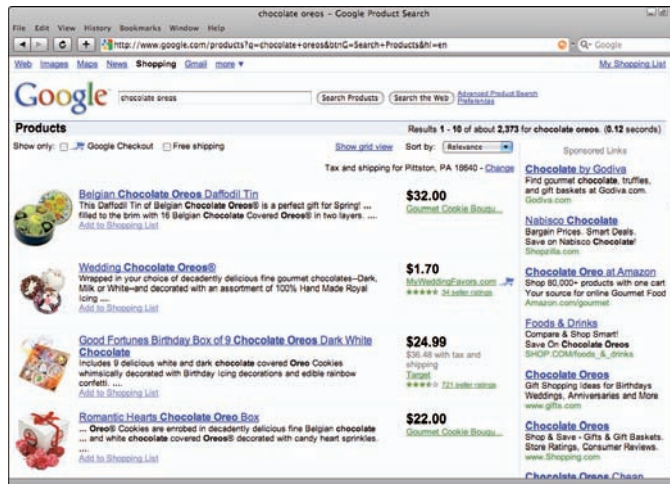 chocolate oreos - Google Product Search
File Edit View History Bookmarks Window Help
http://www.google.com/products?q=chocolate+oreos&btnG=Search+Products&hl=en
Google
Web Images Maps News Shopping Gmail more ▼
My Shopping List
Google
chocolate oreos
Search Products
Search the Web
Advanced Product Search
Preferences
Products
Results 1 - 10 of about 2,373 for chocolate oreos. (0.12 seconds)
Show only: Google Checkout Free shipping
Show grid view
Sort by: Relevance
Tax and shipping for Pittston, PA 18640 - Change
Belgian Chocolate Oreos Daffodil Tin
This Daffodil Tin of Belgian Chocolate Oreos® is a perfect gift for Spring! ...
filled to the brim with 16 Belgian Chocolate Covered Oreos® in two layers. ....
Add to Shopping List
$32.00
Gourmet Cookie Bouqu...
Wedding Chocolate Oreos®
Wrapped in your choice of decadently delicious fine gourmet chocolates--Dark,
Milk or White--and decorated with an assortment of 100% Hand Made Royal
Icing ....
Add to Shopping List
$1.70
MyWeddingFavors.com
34 seller ratings
Good Fortunes Birthday Box of 9 Chocolate Oreos Dark White
Chocolate
Includes 9 delicious white and dark chocolate covered Oreo Cookies
whimsically decorated with Birthday Icing decorations and edible rainbow
confetti. ....
Add to Shopping List
$24.99
$36.48 with tax and
shipping
Target
721 seller ratings
Romantic Hearts Chocolate Oreo Box
... Oreo® Cookies are enrobed in decadently delicious fine Belgian chocolate
... and white chocolate covered Oreos® decorated with candy heart sprinkles.
....
Add to Shopping List
$22.00
Gourmet Cookie Bouqu...
Sponsored Links
Chocolate by Godiva
Find gourmet chocolate, truffles,
and gift baskets at Godiva.com.
Godiva.com
Nabisco Chocolate
Bargain Prices. Smart Deals.
Save on Nabisco Chocolate!
Shopzilla.com
Chocolate Oreo at Amazon
Shop 80,000+ products with one cart
Your source for online Gourmet Food
Amazon.com/gourmet
Foods & Drinks
Compare & Shop Smart!
Save On Chocolate Oreos
SHOP.COM/foods_&_drinks
Chocolate Oreos
Gift Shopping Ideas for Birthdays
Weddings, Anniversaries and More
www.gifts.com
Chocolate Oreos
Shop & Save - Gifts & Gift Baskets.
Store Ratings, Consumer Reviews.
www.Shopping.com
Chocolate Oreos Cheap